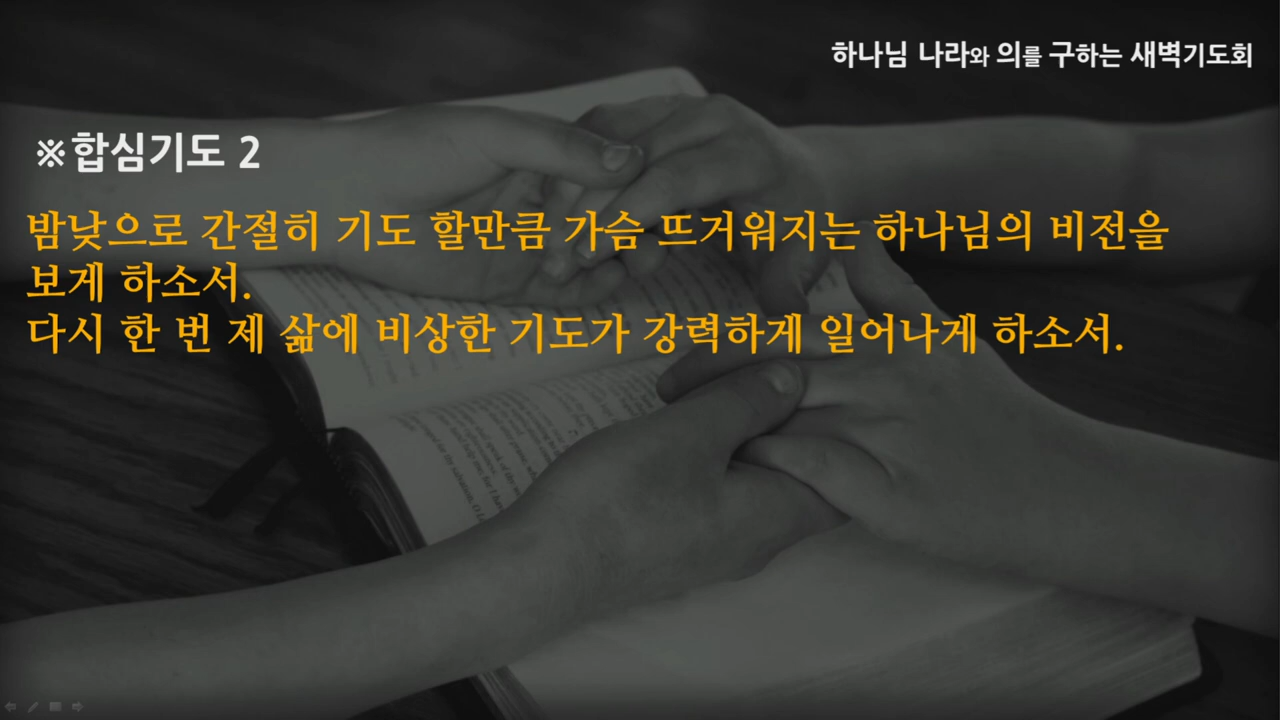 하나님 나라와 의를 구하는 새벽기도회
※합심기도 2
밤낮으로 간절히 기도 할만큼 가슴 뜨거워지는 하나님의 비전을
보게 하소서.
다시 한 번 제 삶에 비상한 기도가 강력하게 일어나게 하소서.